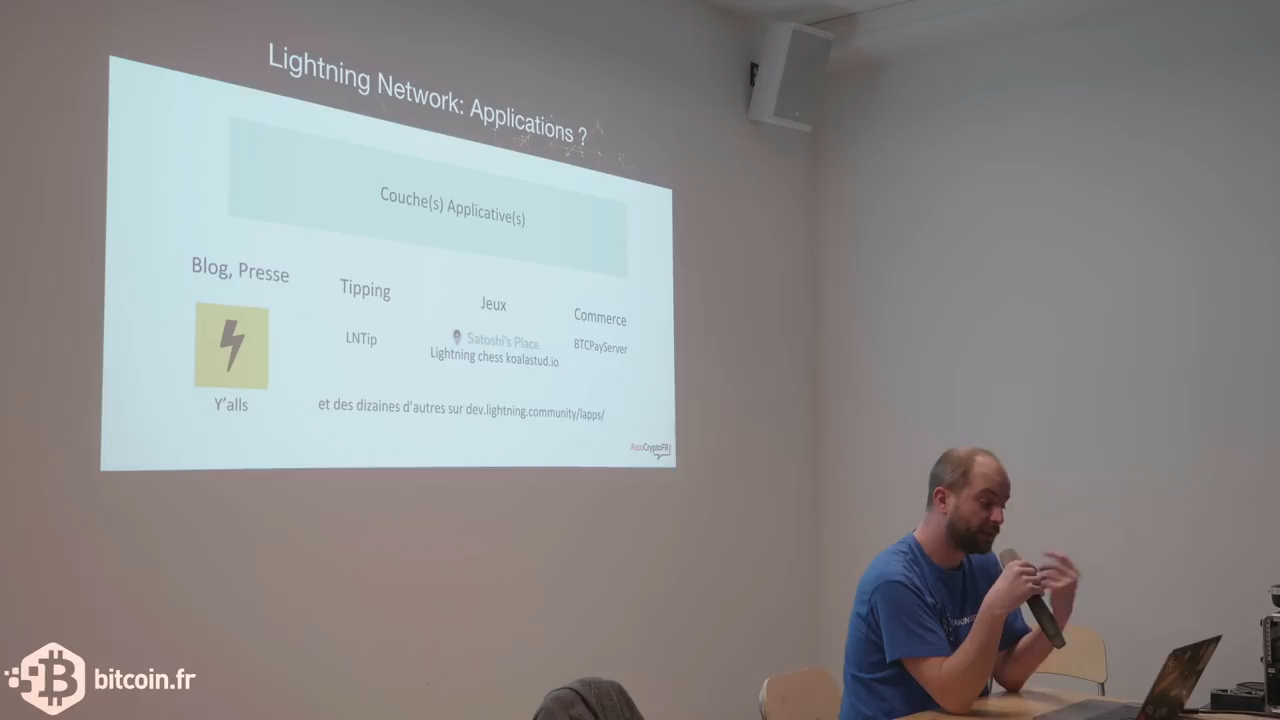 Lightning Network: Applications ?
Couche(s) Applicative(s)
Blog, Presse
Tipping
Jeux
Commerce
LNTip
Satoshi's Place
Lightning chess koalastud.io
BTCPayServer
Y'alls
et des dizaines d'autres sur dev.lightning.community/lapps/
AssoCryptoFR
bitcoin.fr